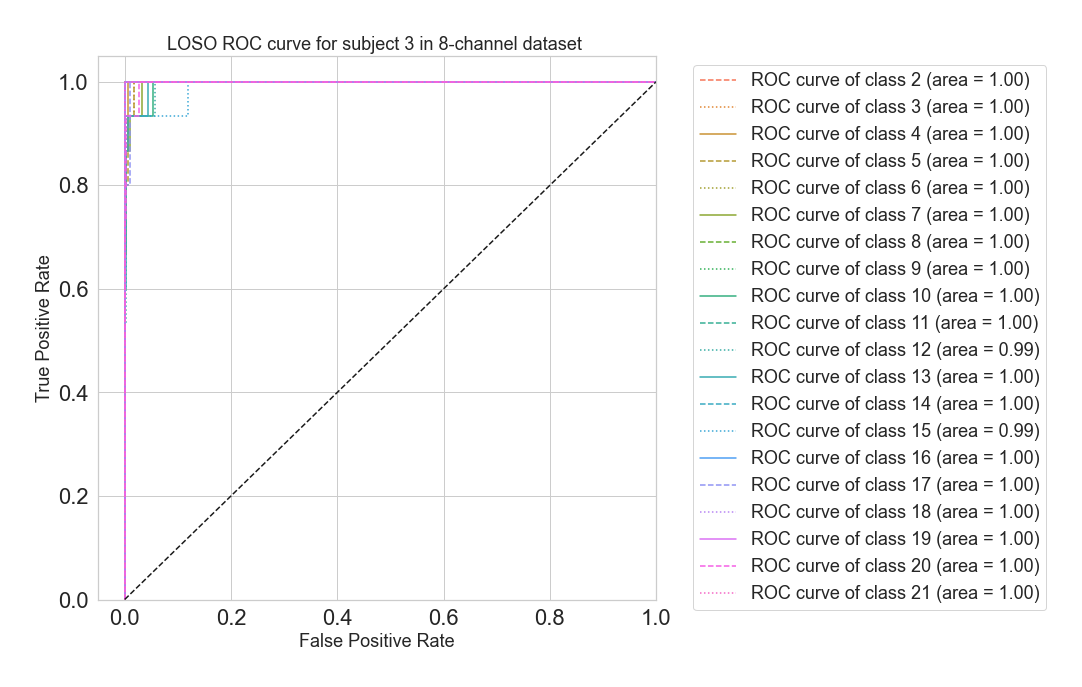 LOSO ROC curve for subject 3 in 8-channel dataset
True Positive Rate
1.0
0.8
0.6
0.4
0.2
0.0
0.0 0.2 0.4 0.6 0.8 1.0
False Positive Rate
ROC curve of class 2 (area = 1.00)
ROC curve of class 3 (area = 1.00)
ROC curve of class 4 (area = 1.00)
ROC curve of class 5 (area = 1.00)
ROC curve of class 6 (area = 1.00)
ROC curve of class 7 (area = 1.00)
ROC curve of class 8 (area = 1.00)
ROC curve of class 9 (area = 1.00)
ROC curve of class 10 (area = 1.00)
ROC curve of class 11 (area = 1.00)
ROC curve of class 12 (area = 0.99)
ROC curve of class 13 (area = 1.00)
ROC curve of class 14 (area = 1.00)
ROC curve of class 15 (area = 0.99)
ROC curve of class 16 (area = 1.00)
ROC curve of class 17 (area = 1.00)
ROC curve of class 18 (area = 1.00)
ROC curve of class 19 (area = 1.00)
ROC curve of class 20 (area = 1.00)
ROC curve of class 21 (area = 1.00)